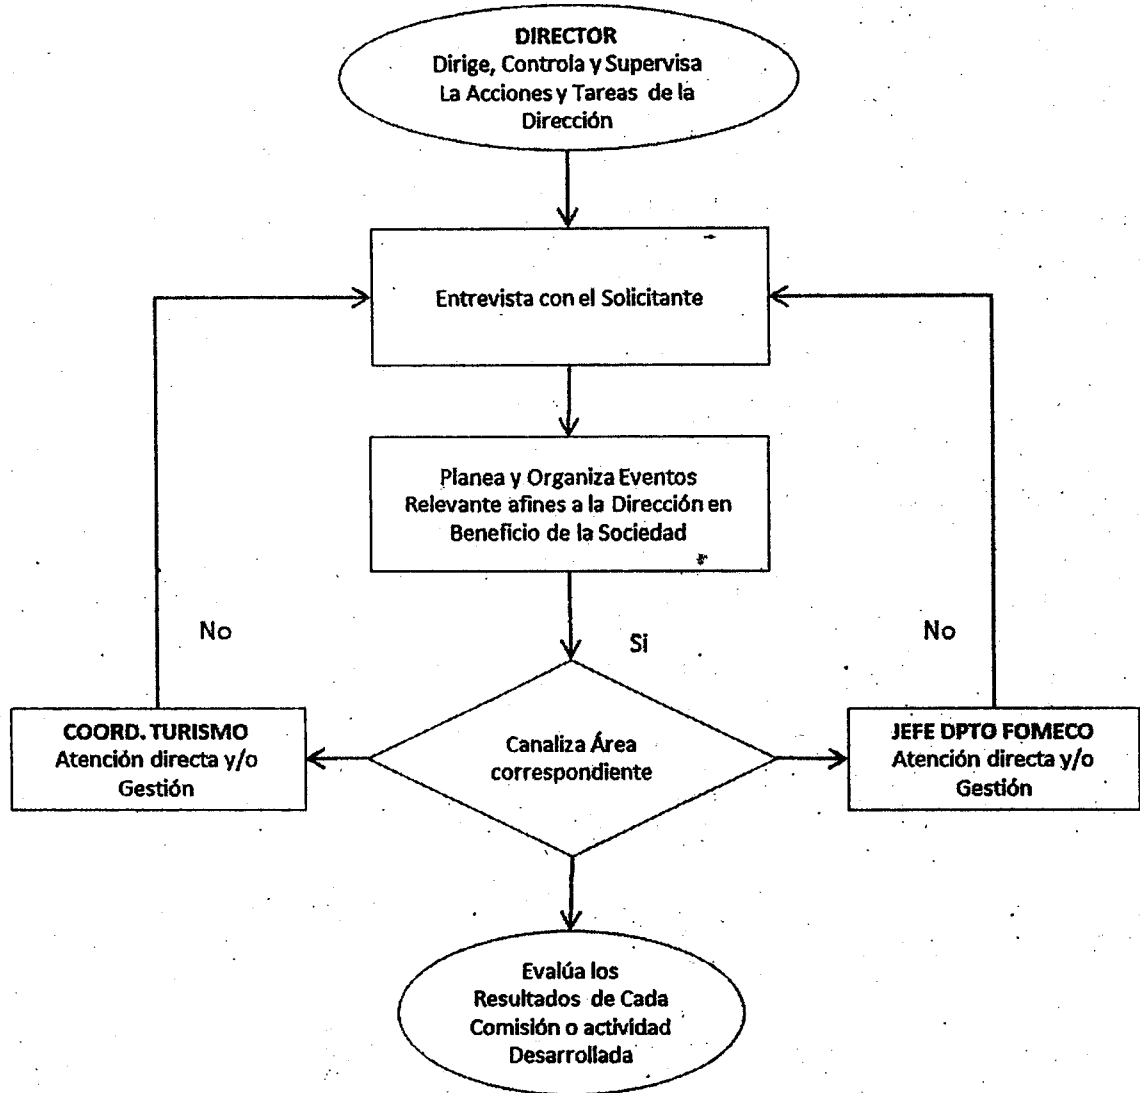 DIRECTOR
Dirige, Controla y Supervisa
La Acciones y Tareas de la
Dirección
Entrevista con el Solicitante
Planea y Organiza Eventos
Relevante afines a la Dirección en
Beneficio de la Sociedad
No
Si
No
COORD. TURISMO
Atención directa y/o
Gestión
Canaliza Área
correspondiente
JEFE DPTO FOMECO
Atención directa y/o
Gestión
Evalúa los
Resultados de Cada
Comisión o actividad
Desarrollada